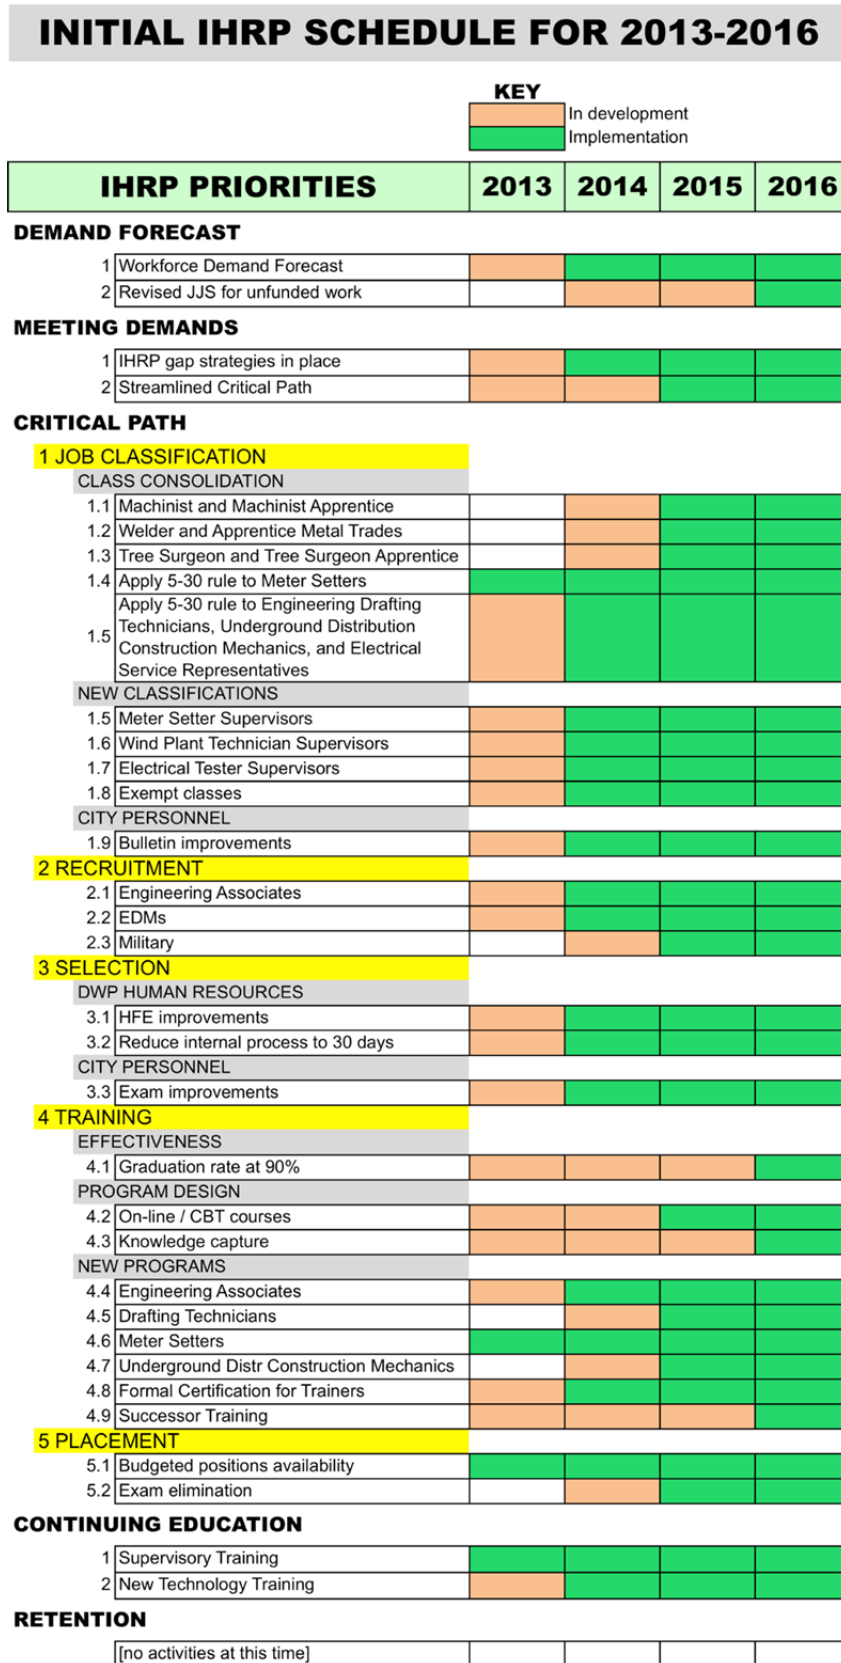 INITIAL IHRP SCHEDULE FOR 2013-2016
KEY
In development
Implementation
IHRP PRIORITIES 2013 2014 2015 2016
DEMAND FORECAST
1 Workforce Demand Forecast
2 Revised JJS for unfunded work
MEETING DEMANDS
1 IHRP gap strategies in place
2 Streamlined Critical Path
CRITICAL PATH
1 JOB CLASSIFICATION
CLASS CONSOLIDATION
1.1 Machinist and Machinist Apprentice
1.2 Welder and Apprentice Metal Trades
1.3 Tree Surgeon and Tree Surgeon Apprentice
1.4 Apply 5-30 rule to Meter Setters
1.5 Apply 5-30 rule to Engineering Drafting
Technicians, Underground Distribution
Construction Mechanics, and Electrical
Service Representatives
NEW CLASSIFICATIONS
1.5 Meter Setter Supervisors
1.6 Wind Plant Technician Supervisors
1.7 Electrical Tester Supervisors
1.8 Exempt classes
CITY PERSONNEL
1.9 Bulletin improvements
2 RECRUITMENT
2.1 Engineering Associates
2.2 EDMs
2.3 Military
3 SELECTION
DWP HUMAN RESOURCES
3.1 HFE improvements
3.2 Reduce internal process to 30 days
CITY PERSONNEL
3.3 Exam improvements
4 TRAINING
EFFECTIVENESS
4.1 Graduation rate at 90%
PROGRAM DESIGN
4.2 On-line / CBT courses
4.3 Knowledge capture
NEW PROGRAMS
4.4 Engineering Associates
4.5 Drafting Technicians
4.6 Meter Setters
4.7 Underground Distr Construction Mechanics
4.8 Formal Certification for Trainers
4.9 Successor Training
5 PLACEMENT
5.1 Budgeted positions availability
5.2 Exam elimination
CONTINUING EDUCATION
1 Supervisory Training
2 New Technology Training
RETENTION
[no activities at this time]